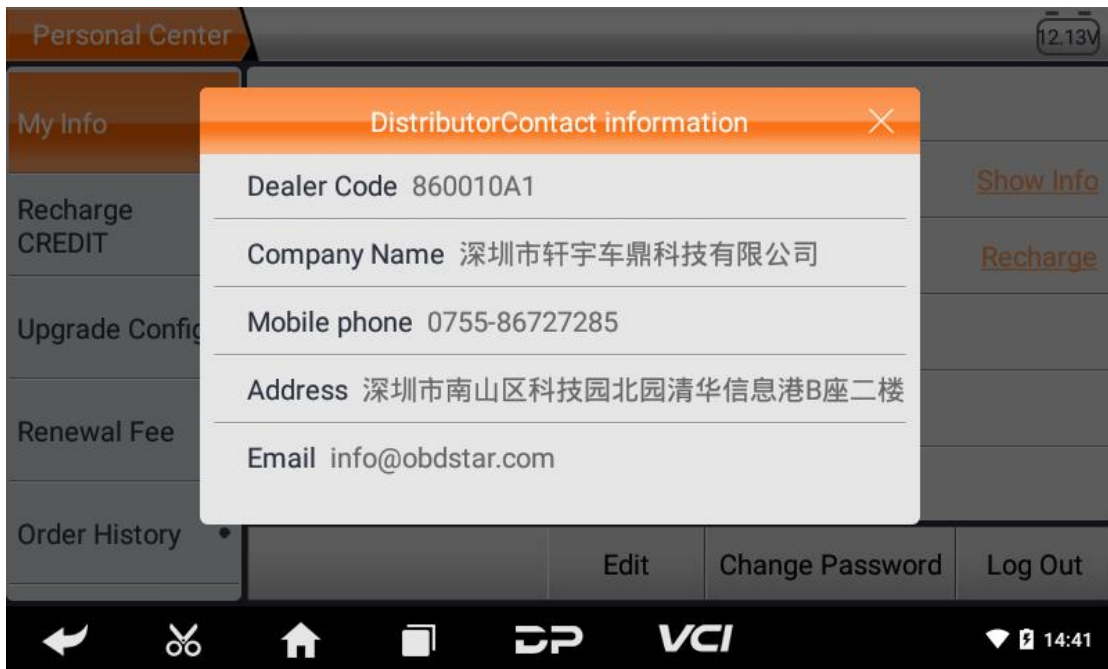 Personal Center
12.13V
My Info
DistributorContact information
Dealer Code 860010A1
Show Info
Recharge
CREDIT
Company Name 深圳市轩宇车鼎科技有限公司
Recharge
Upgrade Config
Mobile phone 0755-86727285
Address 深圳市南山区科技园北园清华信息港B座二楼
Renewal Fee
Email info@obdstar.com
Order History
Edit
Change Password
Log Out
DP
VCI
14:41